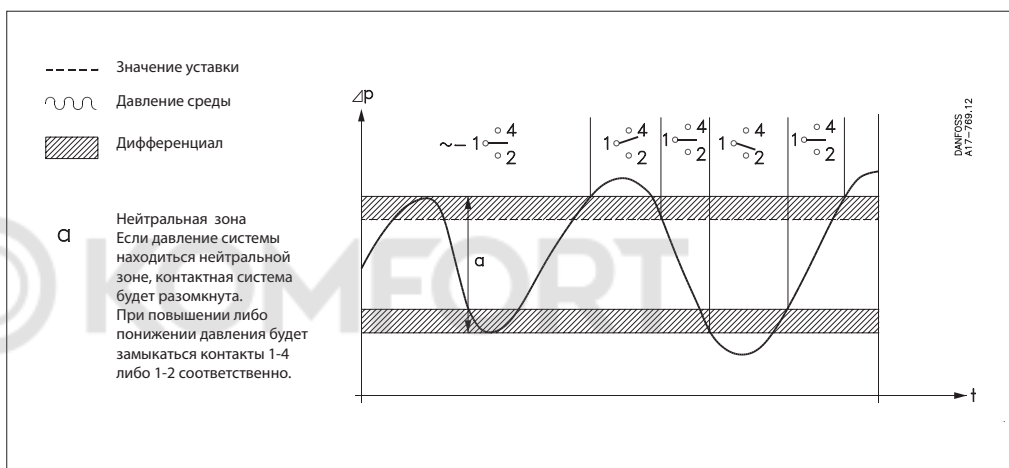 Значение уставки
Давление среды
Дифференциал
a
Нейтральная зона
Если давление системы
находиться нейтральной
зоне, контактная система
будет разомкнута.
При повышении либо
понижении давления будет
замыкаться контакты 1-4
либо 1-2 соответственно.
⊿p
~– 1 4 2
1 4 2
1 4 2
1 4 2
1 4 2
a
t
DANFOSS
A17-769.12
KOMFORT